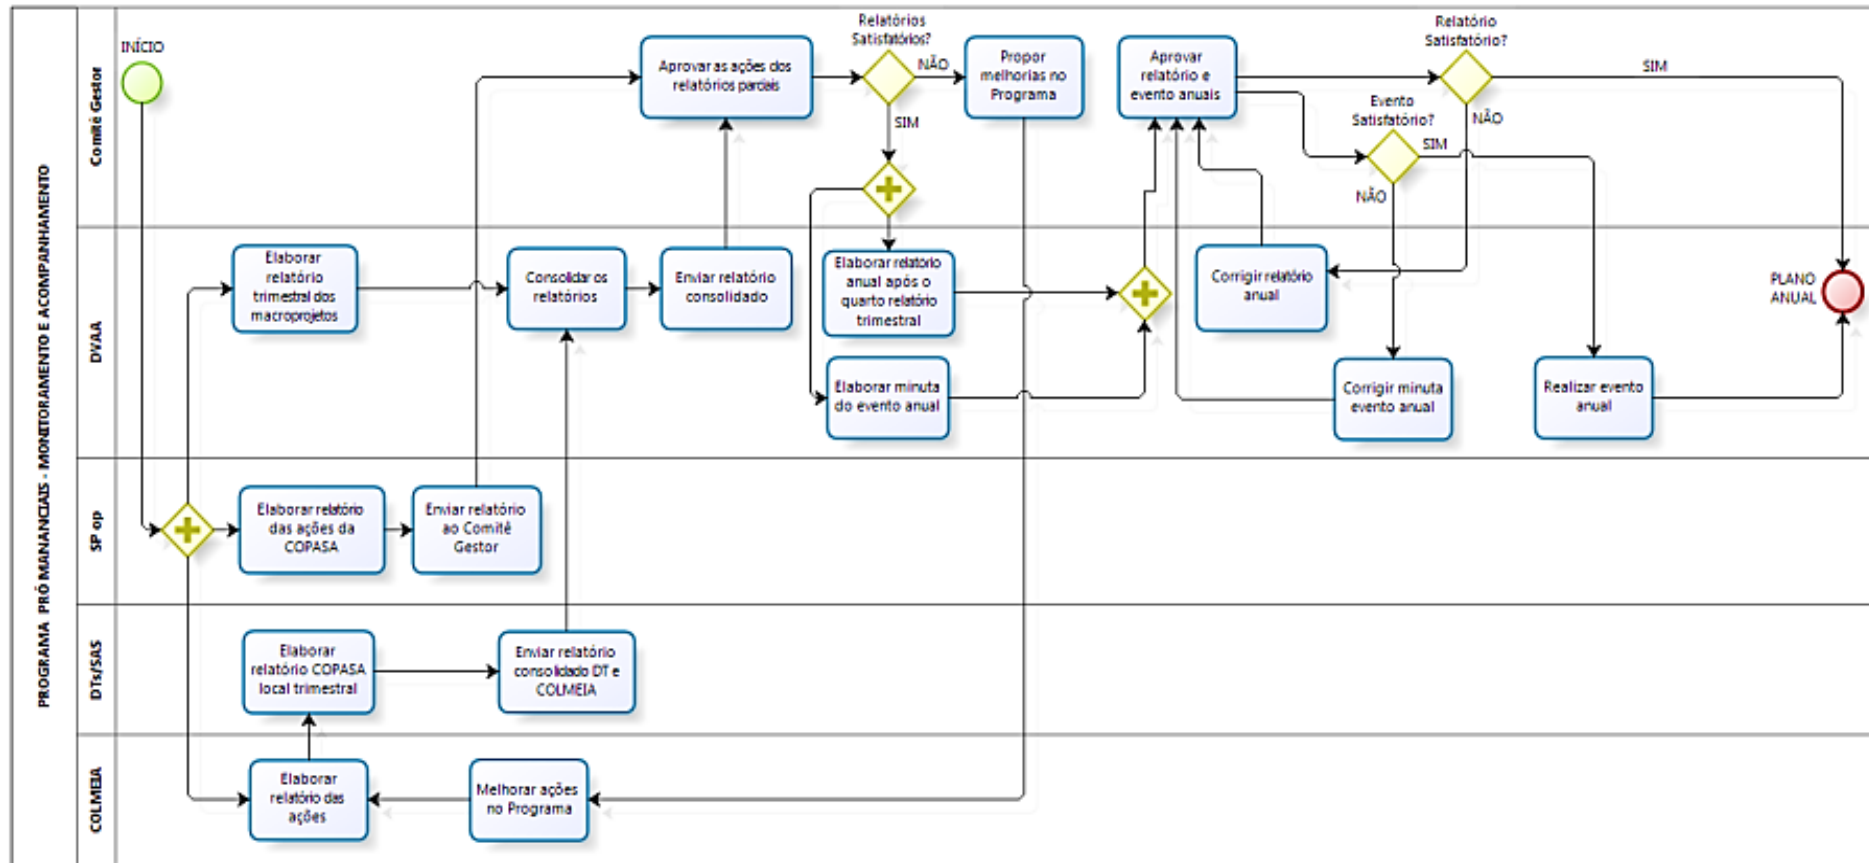 PROGRAMA PRÓ MANANCIAIS - MONITORAMENTO E ACOMPANHAMENTO
Comitê Gestor
INÍCIO
Aprovar as ações dos
relatórios parciais
Relatórios
Satisfatórios?
NÃO
SIM
Propor
melhorias no
Programa
Aprovar
relatório e
evento anuais
Relatório
Satisfatório?
SIM
NÃO
Evento
Satisfatório?
SIM
NÃO
DVAA
Elaborar
relatório
trimestral dos
macroprojetos
Consolidar os
relatórios
Enviar relatório
consolidado
Elaborar relatório
anual após o
quarto relatório
trimestral
Elaborar minuta
do evento anual
Corrigir relatório
anual
Corrigir minuta
evento anual
Realizar evento
anual
PLANO
ANUAL
SP op
Elaborar relatório
das ações da
COPASA
Enviar relatório
ao Comitê
Gestor
DTs/SAS
Elaborar
relatório COPASA
local trimestral
Enviar relatório
consolidado DT e
COLMEIA
COLMEIA
Elaborar
relatório das
ações
Melhorar ações
no Programa